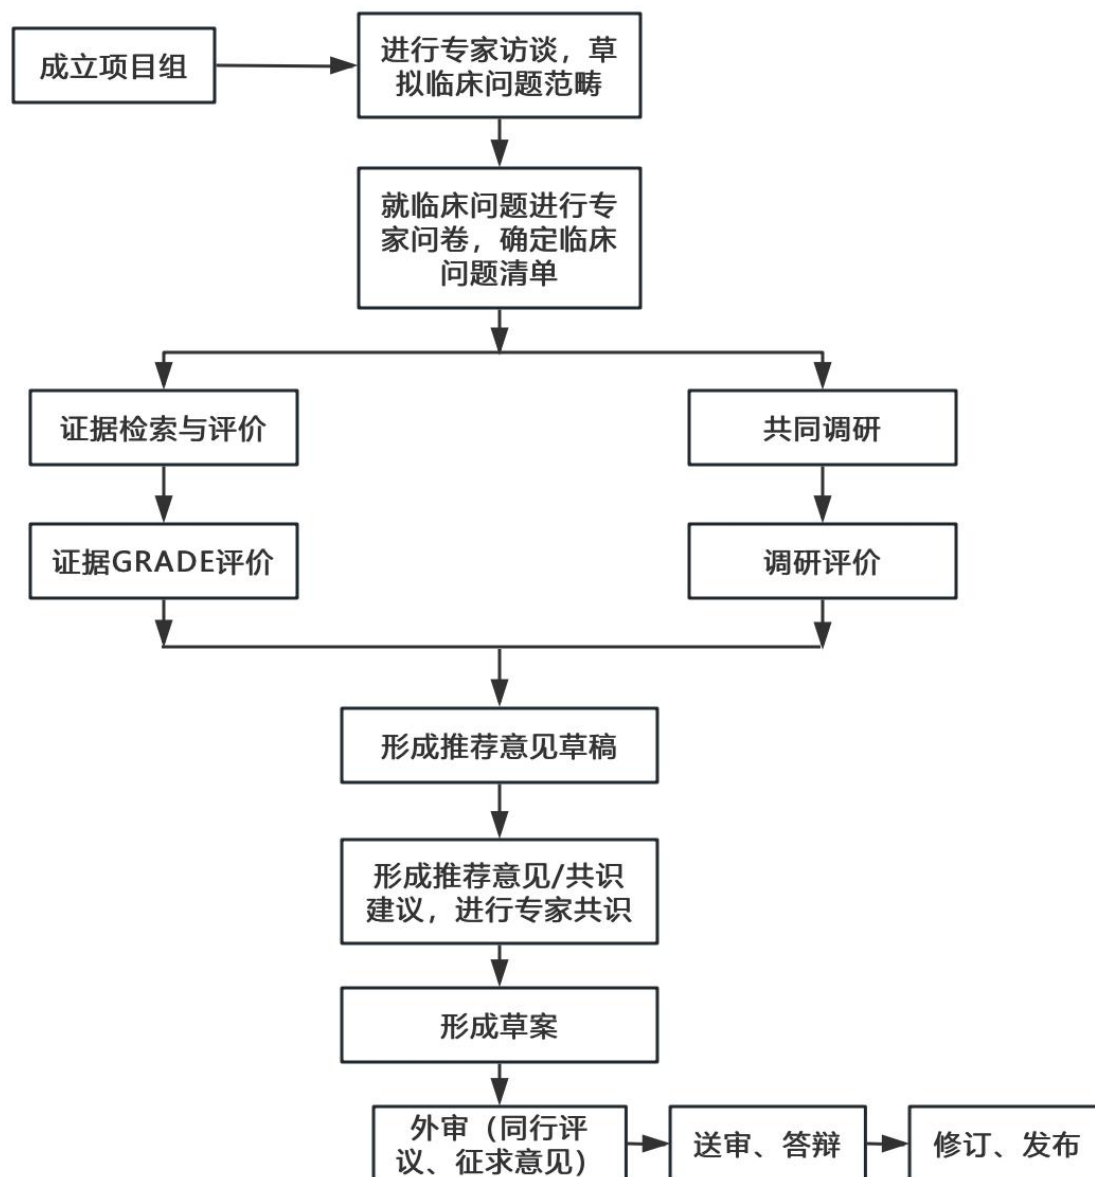 成立项目组
进行专家访谈，草
拟临床问题范畴
就临床问题进行专
家问卷，确定临床
问题清单
证据检索与评价
共同调研
证据GRADE评价
调研评价
形成推荐意见草稿
形成推荐意见/共识
建议，进行专家共识
形成草案
外审（同行评
议、征求意见）
送审、答辩
修订、发布